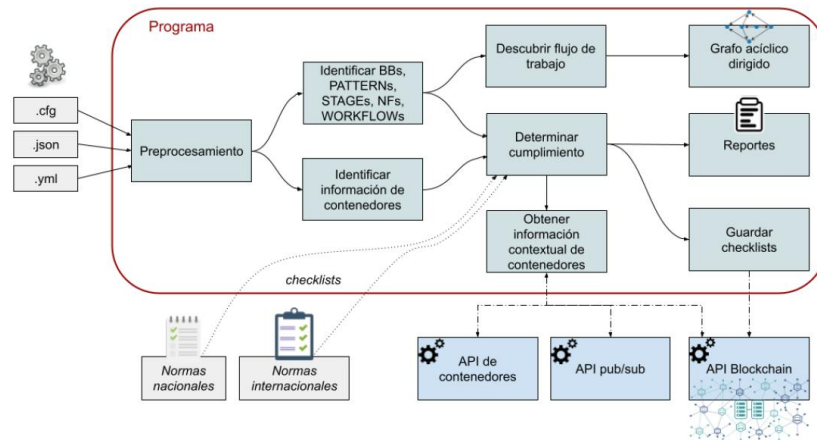 Programa
.cfg
.json
.yml
Preprocesamiento
Identificar BBs,
PATTERNs,
STAGEs, NFs,
WORKFLOWs
Identificar
información de
contenedores
Descubrir flujo de
trabajo
Determinar
cumplimiento
Obtener
información
contextual de
contenedores
Grafo acíclico
dirigido
Reportes
Guardar
checklists
checklists
Normas
nacionales
Normas
internacionales
API de
contenedores
API pub/sub
API Blockchain